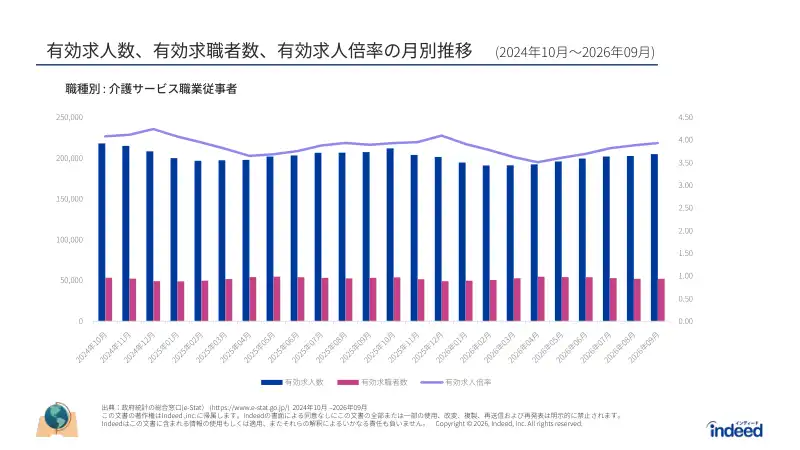 有効求人数、有効求職者数、有効求人倍率の月別推移 (2024年10月～2026年09月)
職種別 : 介護サービス職業従事者
250,000
200,000
150,000
100,000
50,000
0
4.50
4.00
3.50
3.00
2.50
2.00
1.50
1.00
0.50
0.00
2024年10月
2024年11月
2024年12月
2025年01月
2025年02月
2025年03月
2025年04月
2025年05月
2025年06月
2025年07月
2025年08月
2025年09月
2025年10月
2025年11月
2025年12月
2026年01月
2026年02月
2026年03月
2026年04月
2026年05月
2026年06月
2026年07月
2026年08月
2026年09月
有効求人数 有効求職者数 有効求人倍率
出典：政府統計の総合窓口(e-Stat) (https://www.e-stat.go.jp/) 2024年10月 –2026年09月
この文書の著作権はIndeed ,Inc.に帰属します。Indeedの書面による同意なしにこの文書の全部または一部の使用、改変、複製、再送信および再発表は明示的に禁止されます。
Indeedはこの文書に含まれる情報の使用もしくは適用、またそれらの解釈によるいかなる責任も負いません。 Copyright © 2026, Indeed, Inc. All rights reserved.
インディード
indeed